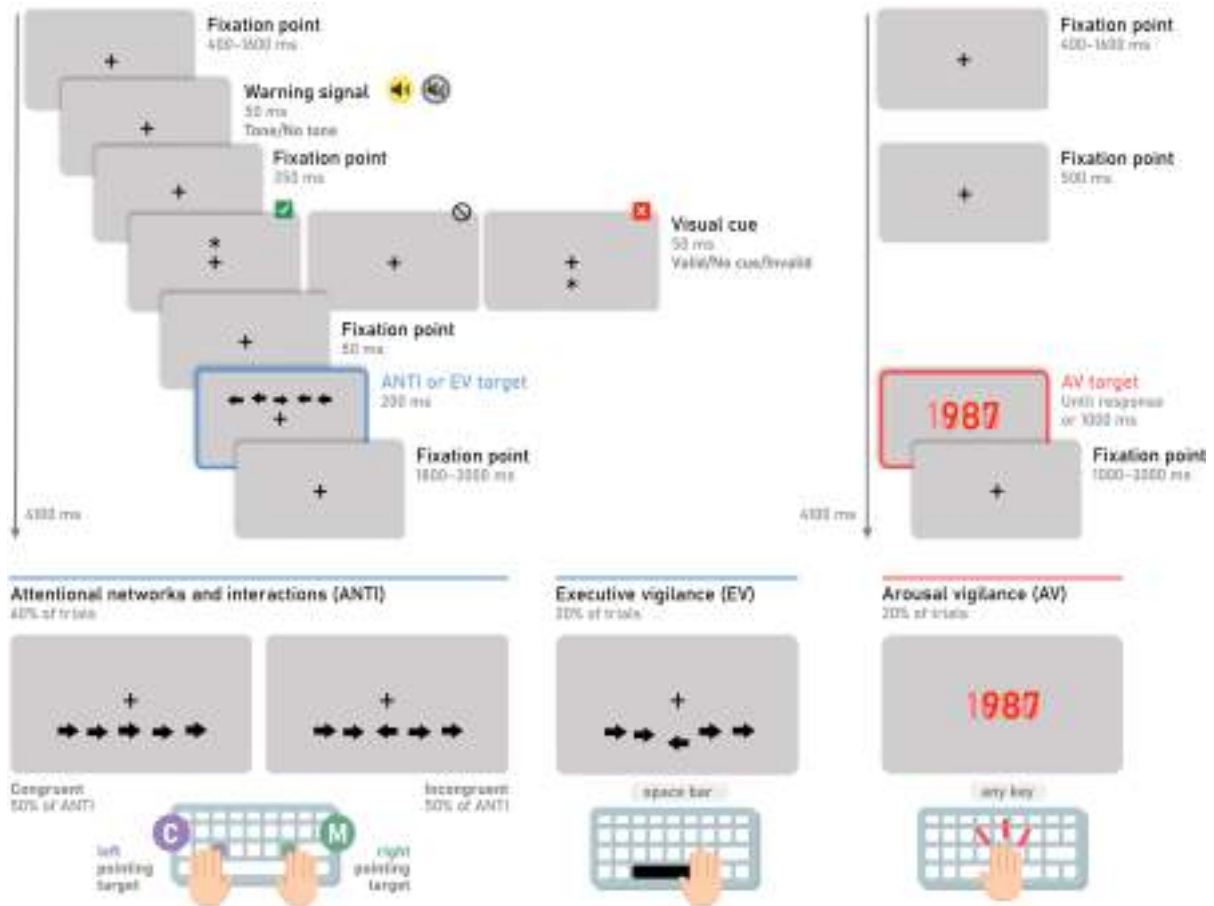 Fixation point
400-1600 ms
Warning signal
50 ms
Tone/No tone
Fixation point
350 ms
Visual cue
50 ms
Valid/No cue/Invalid
Fixation point
50 ms
ANTI or EV target
200 ms
Fixation point
1800-3000 ms
4100 ms
Fixation point
400-1600 ms
Fixation point
500 ms
1987
AV target
Until response
or 1000 ms
Fixation point
1000-3000 ms
4100 ms
Attentional networks and interactions (ANTI)
60% of trials
Congruent
50% of ANTI
Incongruent
50% of ANTI
C
M
left
pointing
target
right
pointing
target
Executive vigilance (EV)
20% of trials
space bar
Arousal vigilance (AV)
20% of trials
1987
any key